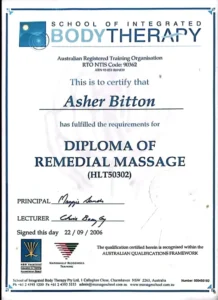 SCHOOL OF INTEGRATED
BODYTHERAPY
Australian Registered Training Organisation
RTO NTIS Code: 90362
This is to certify that
Asher Bitton
has fulfilled the requirements for
DIPLOMA OF
REMEDIAL MASSAGE
(HLT50302)
PRINCIPAL
LECTURER
Signed this day 22 / 09 / 2006
The qualification certified herein is recognised within the
AUSTRALIAN QUALIFICATIONS FRAMEWORK